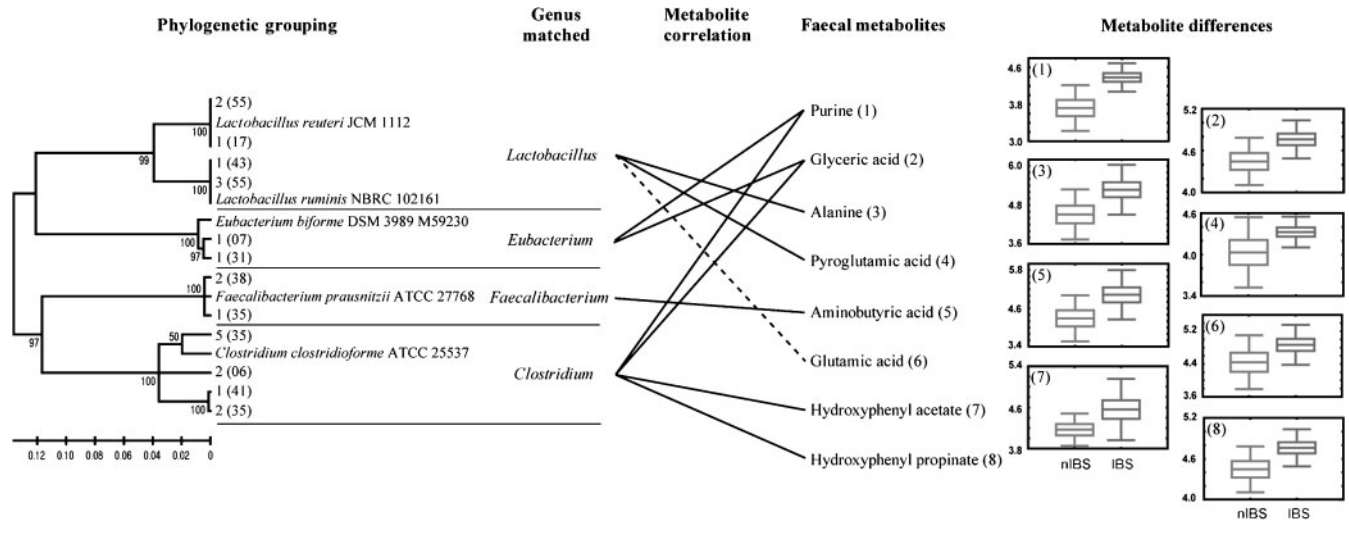 Phylogenetic grouping
Genus matched
Metabolite correlation
Faecal metabolites
Metabolite differences
2 (55)
Lactobacillus reuteri JCM 1112
1 (17)
1 (43)
3 (55)
Lactobacillus ruminis NBRC 102161
Eubacterium biforme DSM 3989 M59230
1 (07)
1 (31)
2 (38)
Faecalibacterium prausnitzii ATCC 27768
1 (35)
5 (35)
Clostridium clostridioforme ATCC 25537
2 (06)
1 (41)
2 (35)
100
99
100
100
97
100
97
50
100
100
0.12 0.10 0.08 0.06 0.04 0.02 0
Lactobacillus
Eubacterium
Faecalibacterium
Clostridium
Purine (1)
Glyceric acid (2)
Alanine (3)
Pyroglutamic acid (4)
Aminobutyric acid (5)
Glutamic acid (6)
Hydroxyphenyl acetate (7)
Hydroxyphenyl propinate (8)
(1)
4.6
3.8
3.0
(2)
5.2
4.6
4.0
(3)
6.0
4.8
3.6
(4)
4.6
4.0
3.4
(5)
5.8
4.6
3.4
(6)
5.2
4.4
3.6
(7)
5.4
4.6
3.8
nIBS IBS
(8)
5.2
4.6
4.0
nIBS IBS